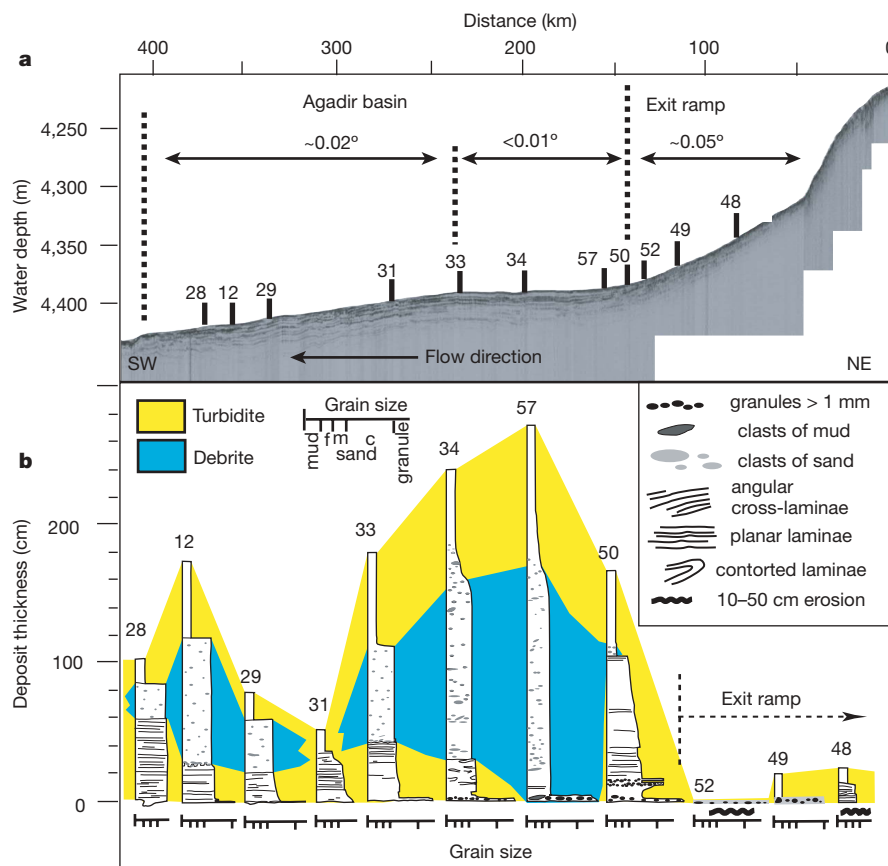 Distance (km)
a
400
300
200
100
0
Agadir basin
Exit ramp
~0.02º
<0.01º
~0.05º
Water depth (m)
4,250
4,300
4,350
4,400
28
12
29
31
33
34
57
50
52
49
48
SW
Flow direction
NE
b
Turbidite
Debrite
Grain size
mud
f
m
sand
c
granule
granules > 1 mm
clasts of mud
clasts of sand
angular
cross-laminae
planar laminae
contorted laminae
10–50 cm erosion
Deposit thickness (cm)
200
100
0
28
12
29
31
33
34
57
50
Exit ramp
52
49
48
Grain size